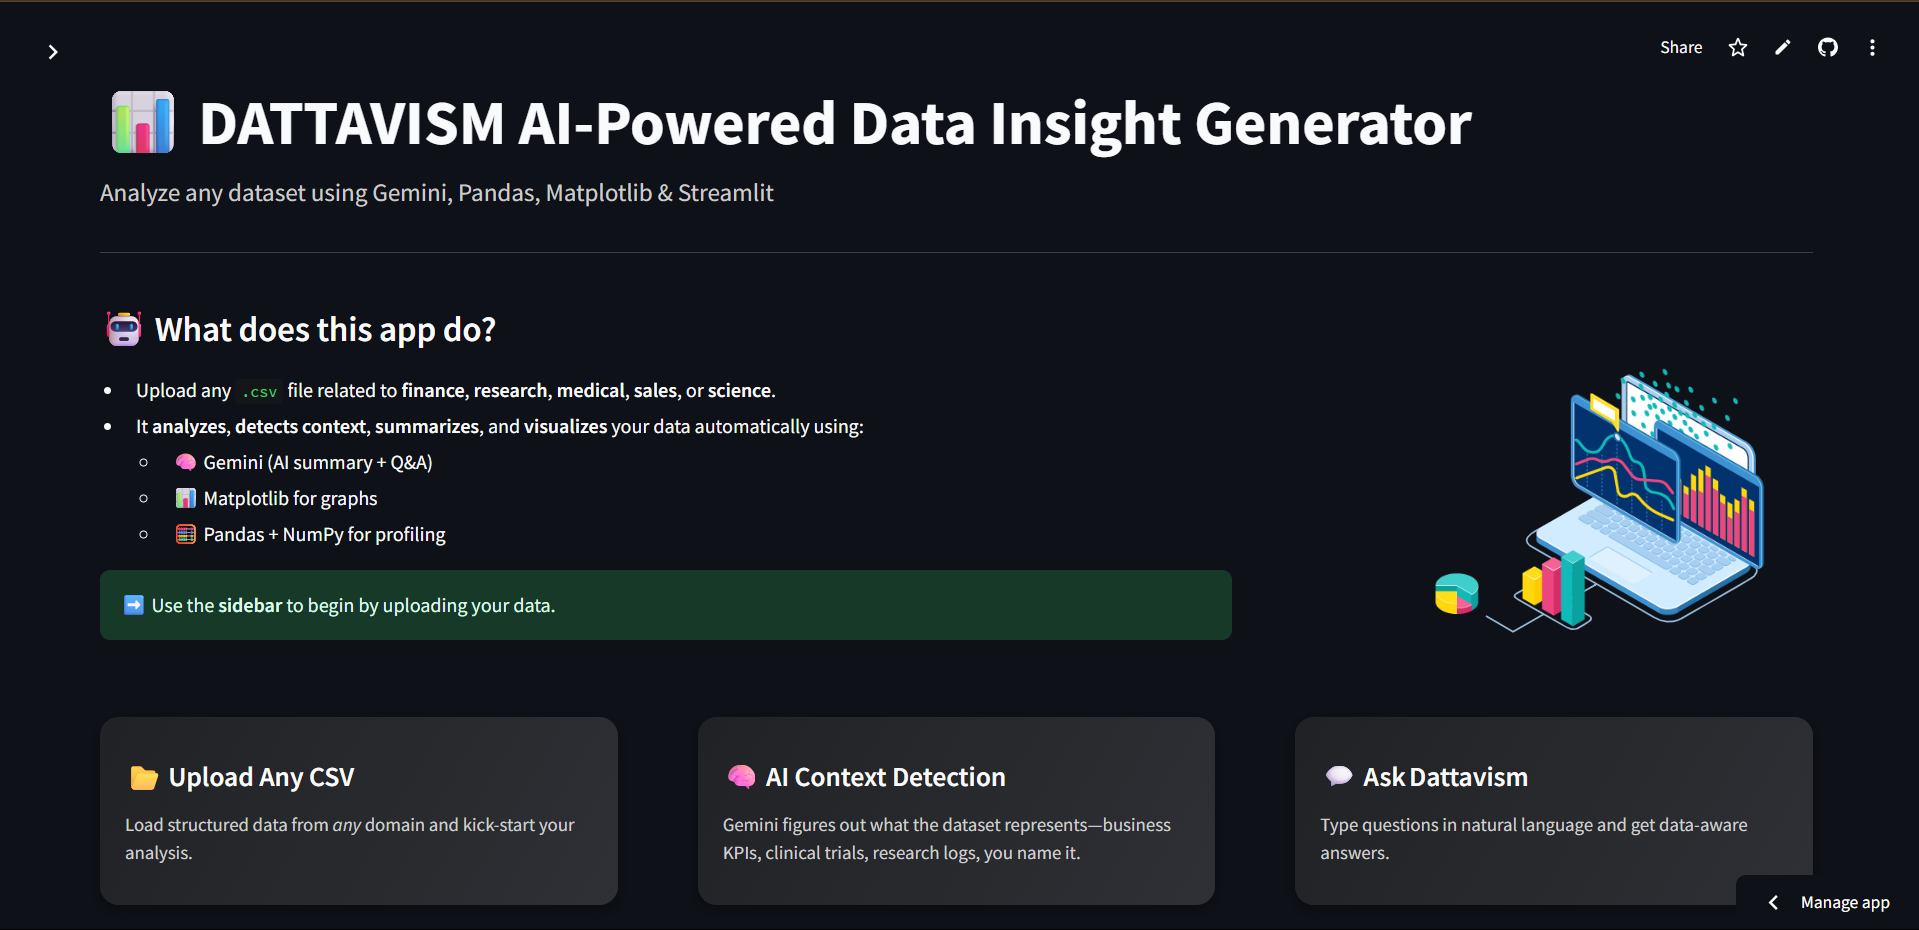 Share
DATTAVISM AI-Powered Data Insight Generator
Analyze any dataset using Gemini, Pandas, Matplotlib & Streamlit
What does this app do?
Upload any .csv file related to finance, research, medical, sales, or science.
It analyzes, detects context, summarizes, and visualizes your data automatically using:
Gemini (AI summary + Q&A)
Matplotlib for graphs
Pandas + NumPy for profiling
Use the sidebar to begin by uploading your data.
Upload Any CSV
Load structured data from any domain and kick-start your
analysis.
AI Context Detection
Gemini figures out what the dataset represents—business
KPIs, clinical trials, research logs, you name it.
Ask Dattavism
Type questions in natural language and get data-aware
answers.
Manage app